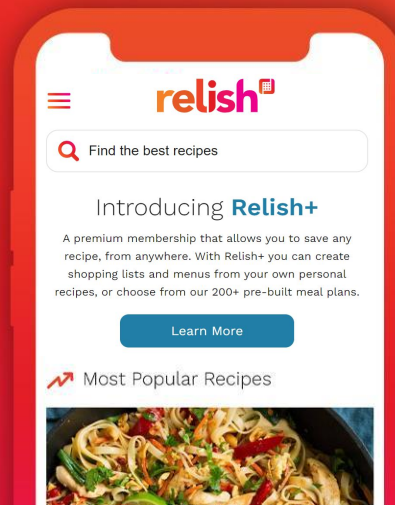 relish
Find the best recipes
Introducing Relish+
A premium membership that allows you to save any
recipe, from anywhere. With Relish+ you can create
shopping lists and menus from your own personal
recipes, or choose from our 200+ pre-built meal plans.
Learn More
Most Popular Recipes